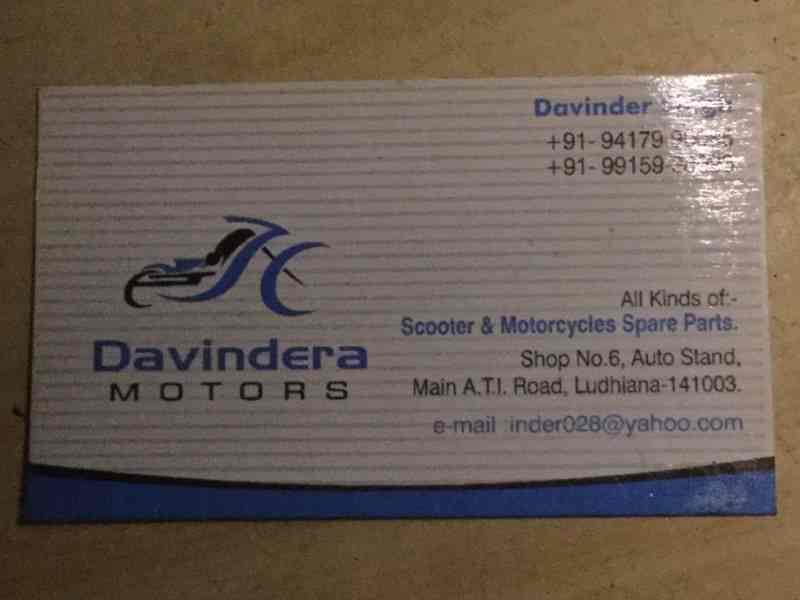 Davinder
+91- 94179
+91- 99159
Davindera
MOTORS
All Kinds of:-
Scooter & Motorcycles Spare Parts.
Shop No.6, Auto Stand,
Main A.T.I. Road, Ludhiana-141003.
e-mail :inder028@yahoo.com